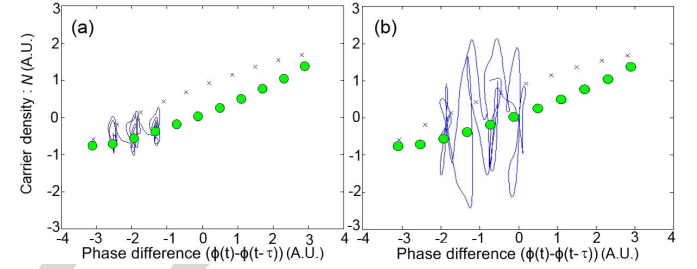 (a)
(b)
Carrier density : N (A.U.)
3
2
1
0
-1
-2
-3
-4 -3 -2 -1 0 1 2 3 4
Phase difference (ϕ(t)-ϕ(t- τ)) (A.U.)
3
2
1
0
-1
-2
-3
-4 -3 -2 -1 0 1 2 3 4
Phase difference (ϕ(t)-ϕ(t- τ)) (A.U.)